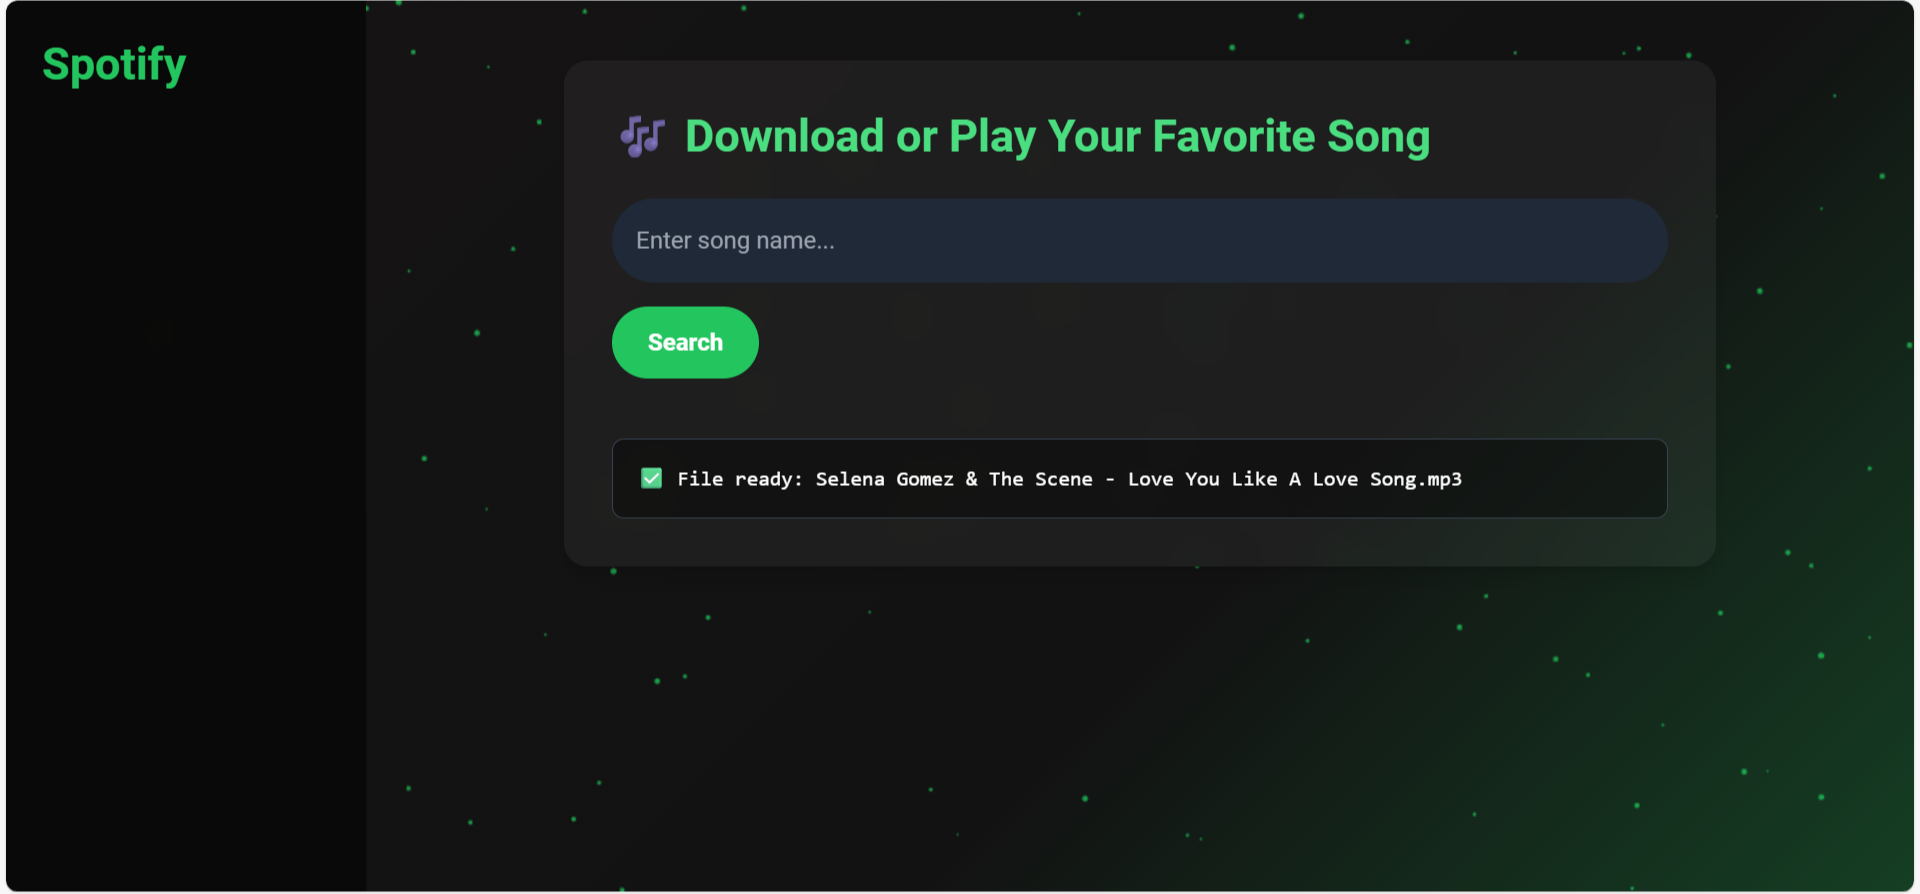 Spotify
🎶 Download or Play Your Favorite Song
Enter song name...
Search
✅ File ready: Selena Gomez & The Scene - Love You Like A Love Song.mp3